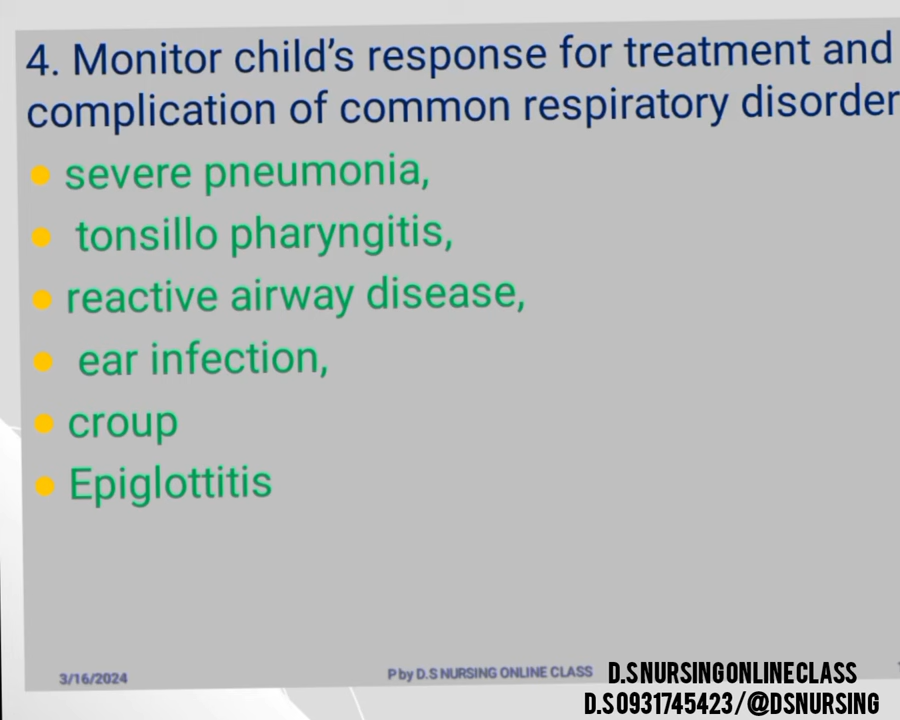 4. Monitor child's response for treatment and
complication of common respiratory disorder
severe pneumonia,
tonsillo pharyngitis,
reactive airway disease,
ear infection,
croup
Epiglottitis
3/16/2024
P by D.S NURSING ONLINE CLASS
D.S NURSING ONLINE CLASS
D.S 0931745423 / @DSNURSING